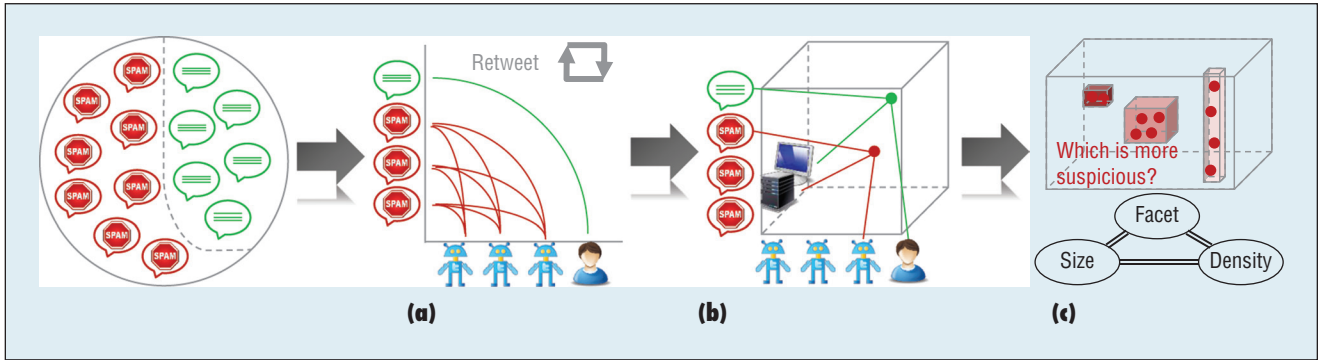 SPAM
SPAM
SPAM
SPAM
SPAM
SPAM
SPAM
SPAM
Retweet
SPAM
SPAM
SPAM
SPAM
SPAM
SPAM
Which is more
suspicious?
Facet
Size
Density
(a)
(b)
(c)